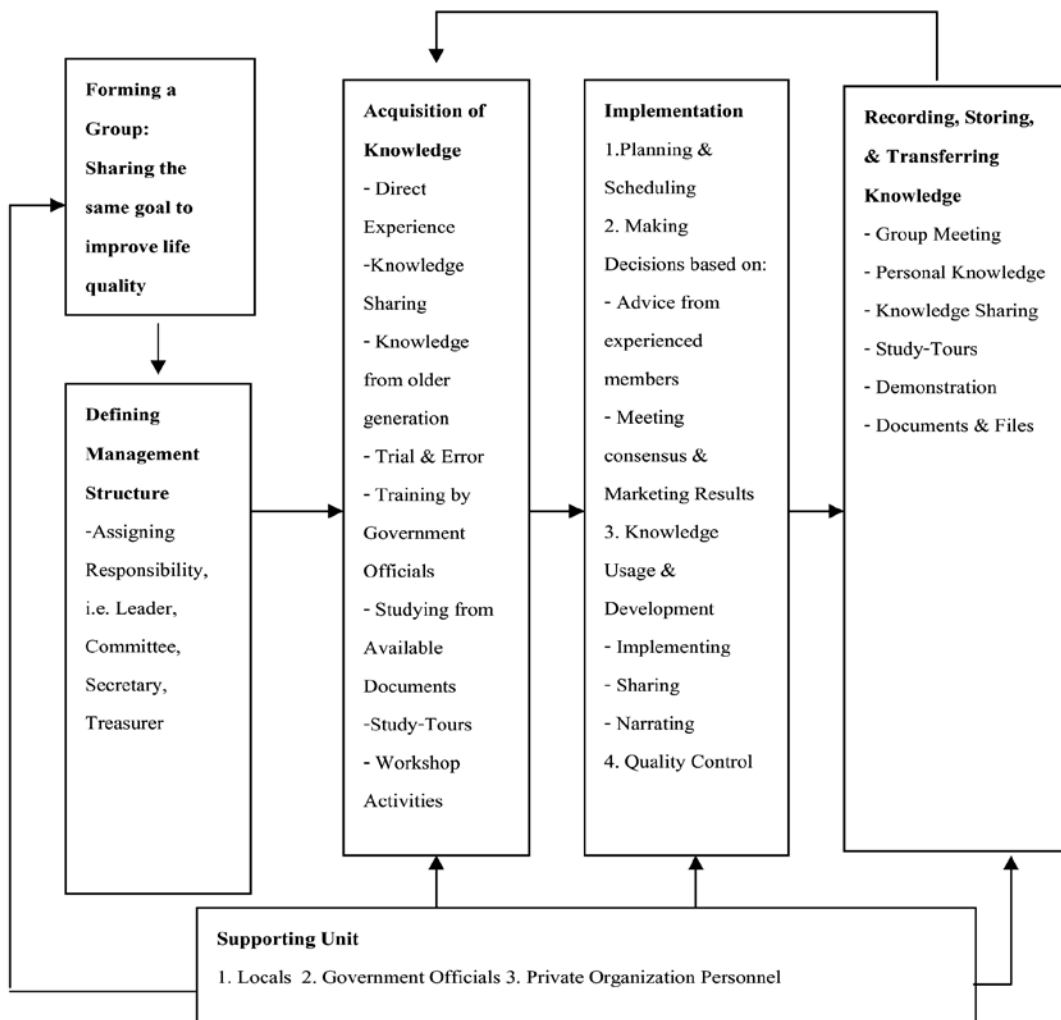 Forming a
Group:
Sharing the
same goal to
improve life
quality
Defining
Management
Structure
-Assigning
Responsibility,
i.e. Leader,
Committee,
Secretary,
Treasurer
Acquisition of
Knowledge
- Direct
Experience
-Knowledge
Sharing
- Knowledge
from older
generation
- Trial & Error
- Training by
Government
Officials
- Studying from
Available
Documents
-Study-Tours
- Workshop
Activities
Implementation
1.Planning &
Scheduling
2. Making
Decisions based on:
- Advice from
experienced
members
- Meeting
consensus &
Marketing Results
3. Knowledge
Usage &
Development
- Implementing
- Sharing
- Narrating
4. Quality Control
Recording, Storing,
& Transferring
Knowledge
- Group Meeting
- Personal Knowledge
- Knowledge Sharing
- Study-Tours
- Demonstration
- Documents & Files
Supporting Unit
1. Locals 2. Government Officials 3. Private Organization Personnel